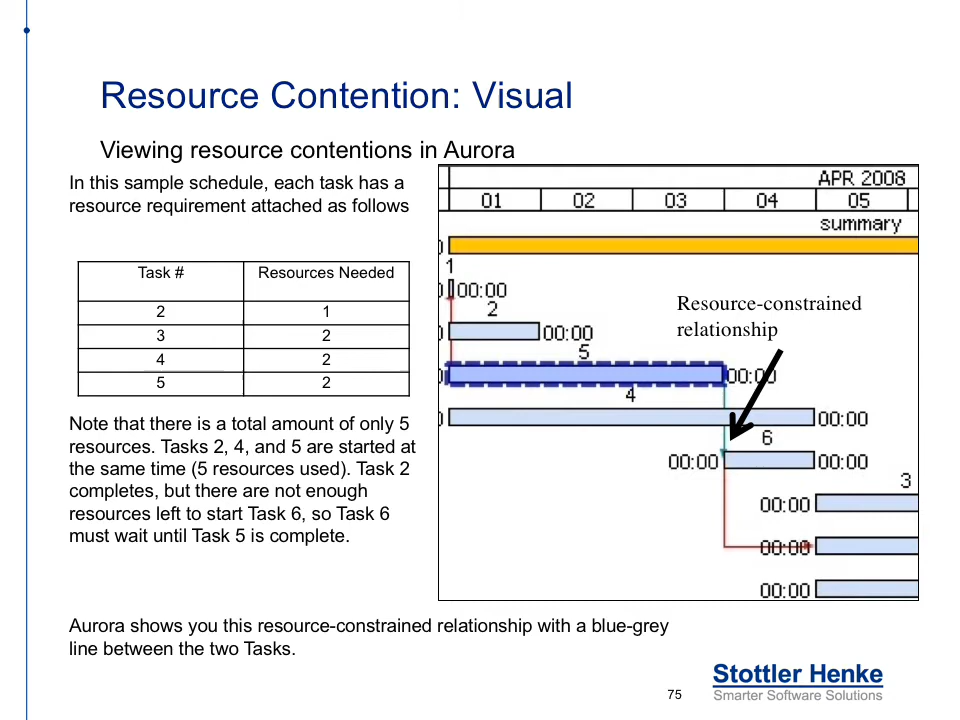 Resource Contention: Visual
Viewing resource contentions in Aurora
In this sample schedule, each task has a
resource requirement attached as follows
Task # Resources Needed
2 1
3 2
4 2
5 2
Note that there is a total amount of only 5
resources. Tasks 2, 4, and 5 are started at
the same time (5 resources used). Task 2
completes, but there are not enough
resources left to start Task 6, so Task 6
must wait until Task 5 is complete.
APR 2008
01 02 03 04 05
summary
1
00:00
2
00:00
5
00:00
4
00:00
6
00:00 00:00
3
00:00
00:00
00:00
Resource-constrained
relationship
Aurora shows you this resource-constrained relationship with a blue-grey
line between the two Tasks.
75
Stottler Henke
Smarter Software Solutions